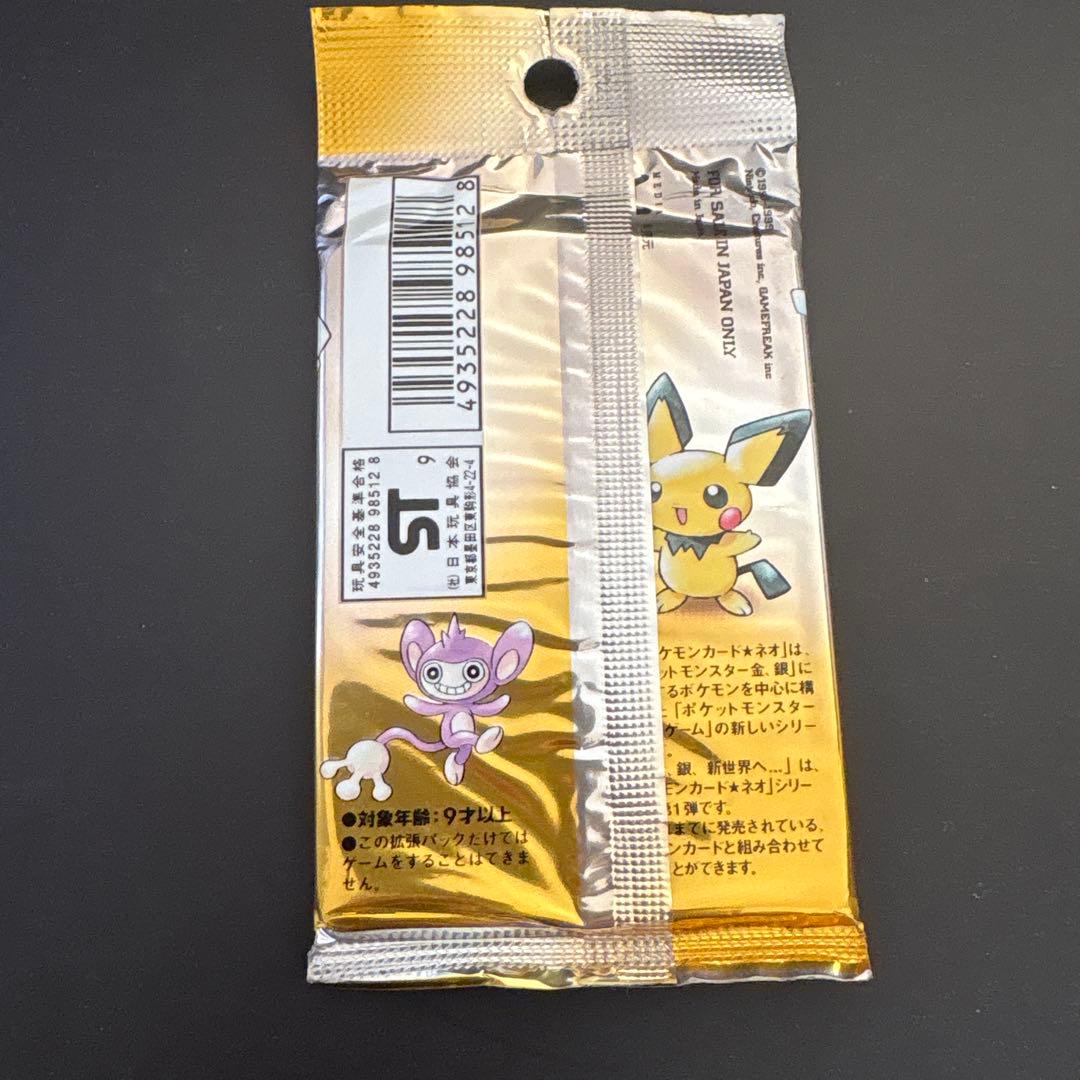 4935228 98512 8
玩具安全基準合格
4935228 98512 8
ST
9
(社)日本玩具協会
東京都墨田区東駒形4-22-4
●対象年齢:9才以上
●この拡張パックだけでは
ゲームをすることはできま
せん。
Nintendo, Creatures inc, GAMEFREAK inc
FOR SALE IN JAPAN ONLY
Made in Japan
MEDIA
ケモンカード★ネオ」は、
ットモンスター金、銀」に
するポケモンを中心に構
「ポケットモンスター
ゲーム」の新しいシリー
。
、銀、新世界へ...」は、
モンカード★ネオ」シリー
1弾です。
れまでに発売されている、
ンカードと組み合わせて
とができます。